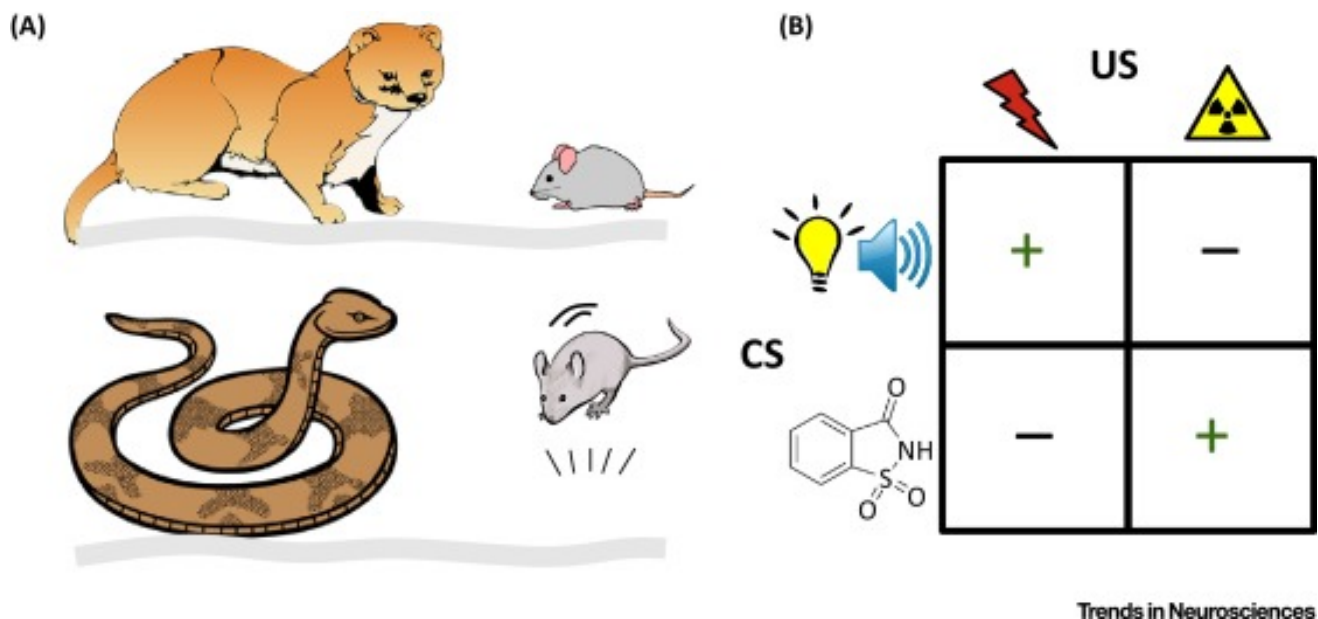 (A)
(B)
US
+
−
CS
−
+
O
NH
S
O
O
Trends in Neurosciences